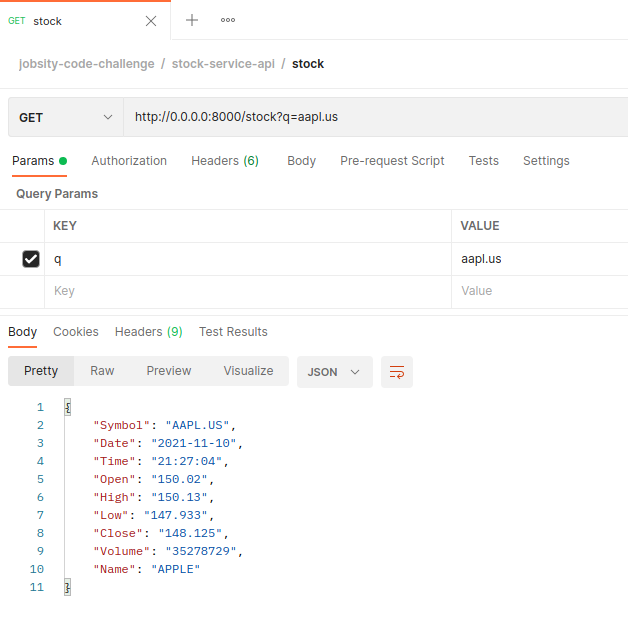 GET stock
jobsity-code-challenge / stock-service-api / stock
GET http://0.0.0.0:8000/stock?q=aapl.us
Params Authorization Headers (6) Body Pre-request Script Tests Settings
Query Params
KEY VALUE
q aapl.us
Key Value
Body Cookies Headers (9) Test Results
Pretty Raw Preview Visualize JSON
1 {
2 "Symbol": "AAPL.US",
3 "Date": "2021-11-10",
4 "Time": "21:27:04",
5 "Open": "150.02",
6 "High": "150.13",
7 "Low": "147.933",
8 "Close": "148.125",
9 "Volume": "35278729",
10 "Name": "APPLE"
11 }